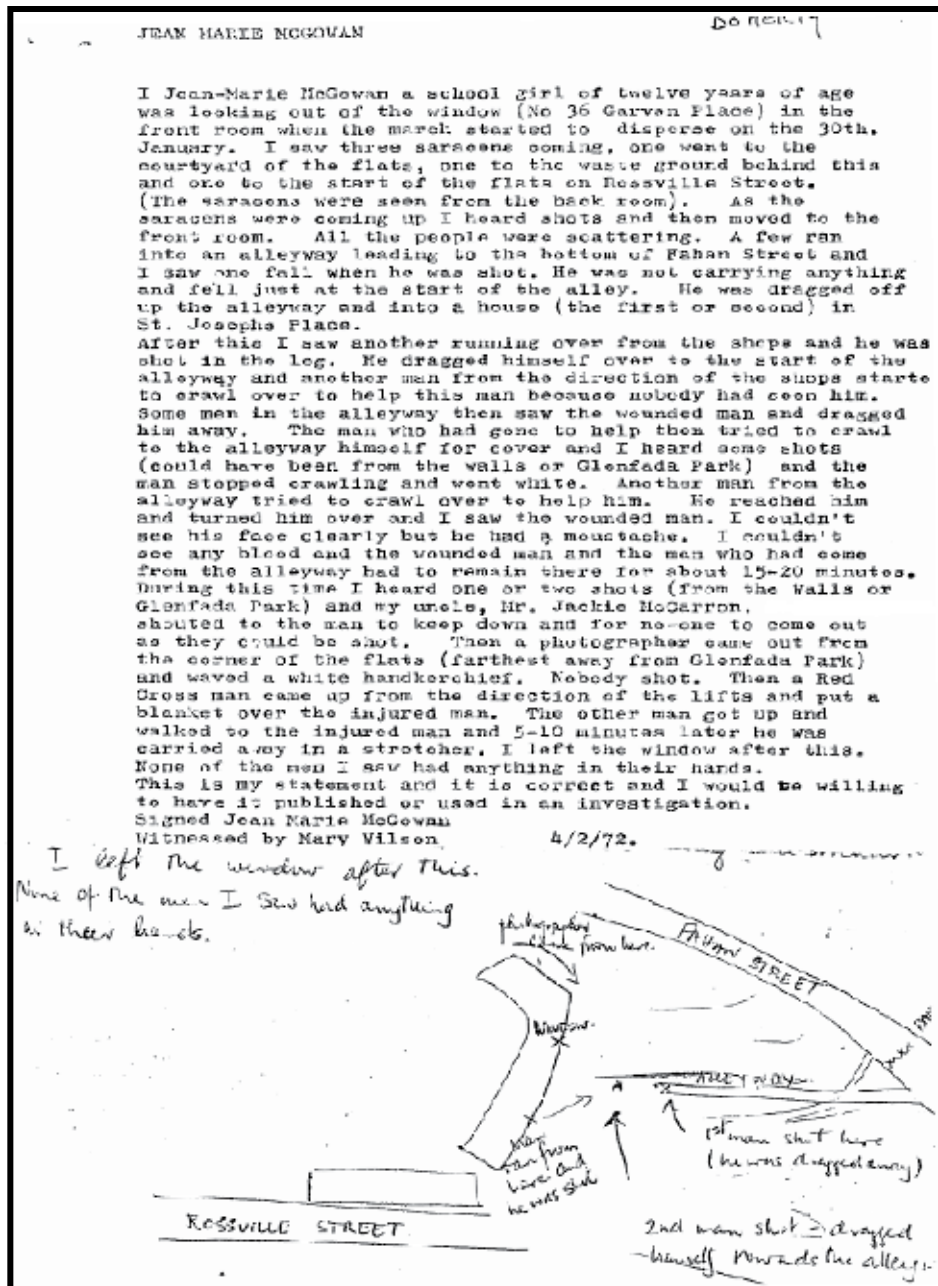 DOHERTY
JEAN MARIE MCGOWAN
I Jean-Marie McGowan a school girl of twelve years of age
was looking out of the window (No 36 Garvan Place) in the
front room when the march started to disperse on the 30th.
January. I saw three saracens coming, one went to the
courtyard of the flats, one to the waste ground behind this
and one to the start of the flats on Rossville Street.
(The saracens were seen from the back room). As the
saracens were coming up I heard shots and then moved to the
front room. All the people were scattering. A few ran
into an alleyway leading to the bottom of Fahan Street and
I saw one fall when he was shot. He was not carrying anything
and fell just at the start of the alley. He was dragged off
up the alleyway and into a house (the first or second) in
St. Josephs Place.
After this I saw another running over from the shops and he was
shot in the leg. He dragged himself over to the start of the
alleyway and another man from the direction of the shops starte
to crawl over to help this man because nobody had seen him.
Some men in the alleyway then saw the wounded man and dragged
him away. The man who had gone to help then tried to crawl
to the alleyway himself for cover and I heard some shots
(could have been from the walls or Glenfada Park) and the
man stopped crawling and went white. Another man from the
alleyway tried to crawl over to help him. He reached him
and turned him over and I saw the wounded man. I couldn't
see his face clearly but he had a moustache. I couldn't
see any blood and the wounded man and the man who had come
from the alleyway had to remain there for about 15-20 minutes.
During this time I heard one or two shots (from the Walls or
Glenfada Park) and my uncle, Mr. Jackie McCarron,
shouted to the man to keep down and for no-one to come out
as they could be shot. Then a photographer came out from
the corner of the flats (farthest away from Glenfada Park)
and waved a white handkerchief. Nobody shot. Then a Red
Cross man came up from the direction of the lifts and put a
blanket over the injured man. The other man got up and
walked to the injured man and 5-10 minutes later he was
carried away in a stretcher. I left the window after this.
None of the men I saw had anything in their hands.
This is my statement and it is correct and I would be willing
to have it published or used in an investigation.
Signed Jean Marie McGowan
Witnessed by Mary Wilson 4/2/72.
I left the window after this.
None of the men I saw had anything
in their hands.
photographer
came from here.
FAHAN STREET
Window
ALLEYWAY
ran from
here and
he was shot
1st man shot here
(he was dragged away)
ROSSVILLE STREET
2nd man shot - dragged
himself towards the alley.